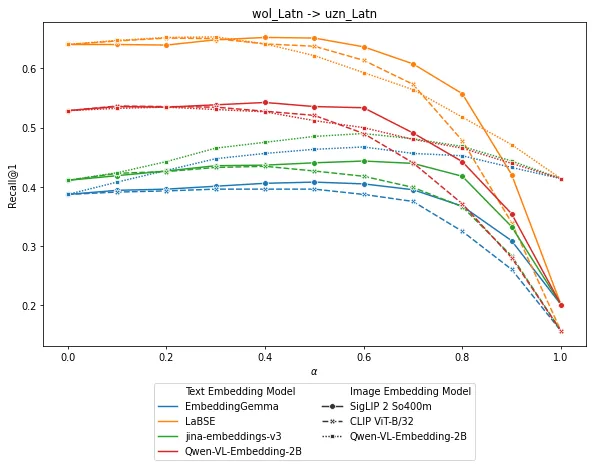 wol_Latn -> uzn_Latn
Recall@1
0.6
0.5
0.4
0.3
0.2
0.0 0.2 0.4 0.6 0.8 1.0
α
Text Embedding Model Image Embedding Model
EmbeddingGemma SigLIP 2 So400m
LaBSE CLIP ViT-B/32
jina-embeddings-v3 Qwen-VL-Embedding-2B
Qwen-VL-Embedding-2B